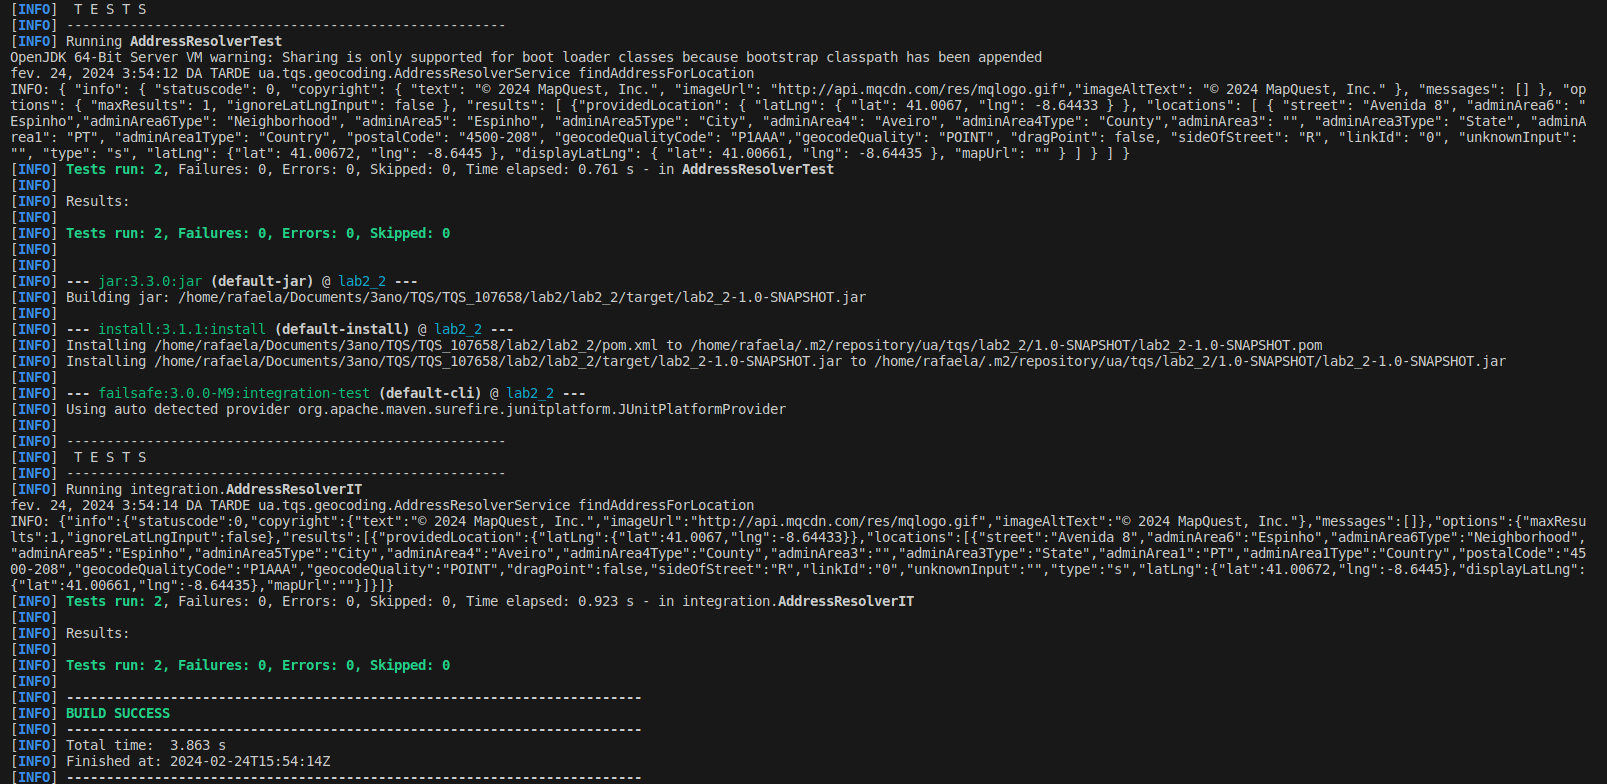 [INFO]  T E S T S
[INFO] -------------------------------------------------------
[INFO] Running AddressResolverTest
OpenJDK 64-Bit Server VM warning: Sharing is only supported for boot loader classes because bootstrap classpath has been appended
fev. 24, 2024 3:54:12 DA TARDE ua.tqs.geocoding.AddressResolverService findAddressForLocation
INFO: { "info": { "statuscode": 0, "copyright": { "text": "© 2024 MapQuest, Inc.", "imageUrl": "http://api.mqcdn.com/res/mqlogo.gif","imageAltText": "© 2024 MapQuest, Inc." }, "messages": [] }, "op
tions": { "maxResults": 1, "ignoreLatLngInput": false }, "results": [ {"providedLocation": { "latLng": { "lat": 41.0067, "lng": -8.64433 } }, "locations": [ { "street": "Avenida 8", "adminArea6": "
Espinho","adminArea6Type": "Neighborhood", "adminArea5": "Espinho", "adminArea5Type": "City", "adminArea4": "Aveiro", "adminArea4Type": "County","adminArea3": "", "adminArea3Type": "State", "adminA
rea1": "PT", "adminArea1Type": "Country", "postalCode": "4500-208", "geocodeQualityCode": "P1AAA","geocodeQuality": "POINT", "dragPoint": false, "sideOfStreet": "R", "linkId": "0", "unknownInput":
"", "type": "s", "latLng": {"lat": 41.00672, "lng": -8.6445 }, "displayLatLng": { "lat": 41.00661, "lng": -8.64435 }, "mapUrl": "" } ] } ] }
[INFO] Tests run: 2, Failures: 0, Errors: 0, Skipped: 0, Time elapsed: 0.761 s - in AddressResolverTest
[INFO]
[INFO] Results:
[INFO]
[INFO] Tests run: 2, Failures: 0, Errors: 0, Skipped: 0
[INFO]
[INFO]
[INFO] --- jar:3.3.0:jar (default-jar) @ lab2_2 ---
[INFO] Building jar: /home/rafaela/Documents/3ano/TQS/TQS_107658/lab2/lab2_2/target/lab2_2-1.0-SNAPSHOT.jar
[INFO]
[INFO] --- install:3.1.1:install (default-install) @ lab2_2 ---
[INFO] Installing /home/rafaela/Documents/3ano/TQS/TQS_107658/lab2/lab2_2/pom.xml to /home/rafaela/.m2/repository/ua/tqs/lab2_2/1.0-SNAPSHOT/lab2_2-1.0-SNAPSHOT.pom
[INFO] Installing /home/rafaela/Documents/3ano/TQS/TQS_107658/lab2/lab2_2/target/lab2_2-1.0-SNAPSHOT.jar to /home/rafaela/.m2/repository/ua/tqs/lab2_2/1.0-SNAPSHOT/lab2_2-1.0-SNAPSHOT.jar
[INFO]
[INFO] --- failsafe:3.0.0-M9:integration-test (default-cli) @ lab2_2 ---
[INFO] Using auto detected provider org.apache.maven.surefire.junitplatform.JUnitPlatformProvider
[INFO]
[INFO] -------------------------------------------------------
[INFO]  T E S T S
[INFO] -------------------------------------------------------
[INFO] Running integration.AddressResolverIT
fev. 24, 2024 3:54:14 DA TARDE ua.tqs.geocoding.AddressResolverService findAddressForLocation
INFO: {"info":{"statuscode":0,"copyright":{"text":"© 2024 MapQuest, Inc.","imageUrl":"http://api.mqcdn.com/res/mqlogo.gif","imageAltText":"© 2024 MapQuest, Inc."},"messages":[]},"options":{"maxResu
lts":1,"ignoreLatLngInput":false},"results":[{"providedLocation":{"latLng":{"lat":41.0067,"lng":-8.64433}},"locations":[{"street":"Avenida 8","adminArea6":"Espinho","adminArea6Type":"Neighborhood",
"adminArea5":"Espinho","adminArea5Type":"City","adminArea4":"Aveiro","adminArea4Type":"County","adminArea3":"","adminArea3Type":"State","adminArea1":"PT","adminArea1Type":"Country","postalCode":"45
00-208","geocodeQualityCode":"P1AAA","geocodeQuality":"POINT","dragPoint":false,"sideOfStreet":"R","linkId":"0","unknownInput":"","type":"s","latLng":{"lat":41.00672,"lng":-8.6445},"displayLatLng":
{"lat":41.00661,"lng":-8.64435},"mapUrl":""}]}]}
[INFO] Tests run: 2, Failures: 0, Errors: 0, Skipped: 0, Time elapsed: 0.923 s - in integration.AddressResolverIT
[INFO]
[INFO] Results:
[INFO]
[INFO] Tests run: 2, Failures: 0, Errors: 0, Skipped: 0
[INFO]
[INFO] ------------------------------------------------------------------------
[INFO] BUILD SUCCESS
[INFO] ------------------------------------------------------------------------
[INFO] Total time:  3.863 s
[INFO] Finished at: 2024-02-24T15:54:14Z
[INFO] ------------------------------------------------------------------------